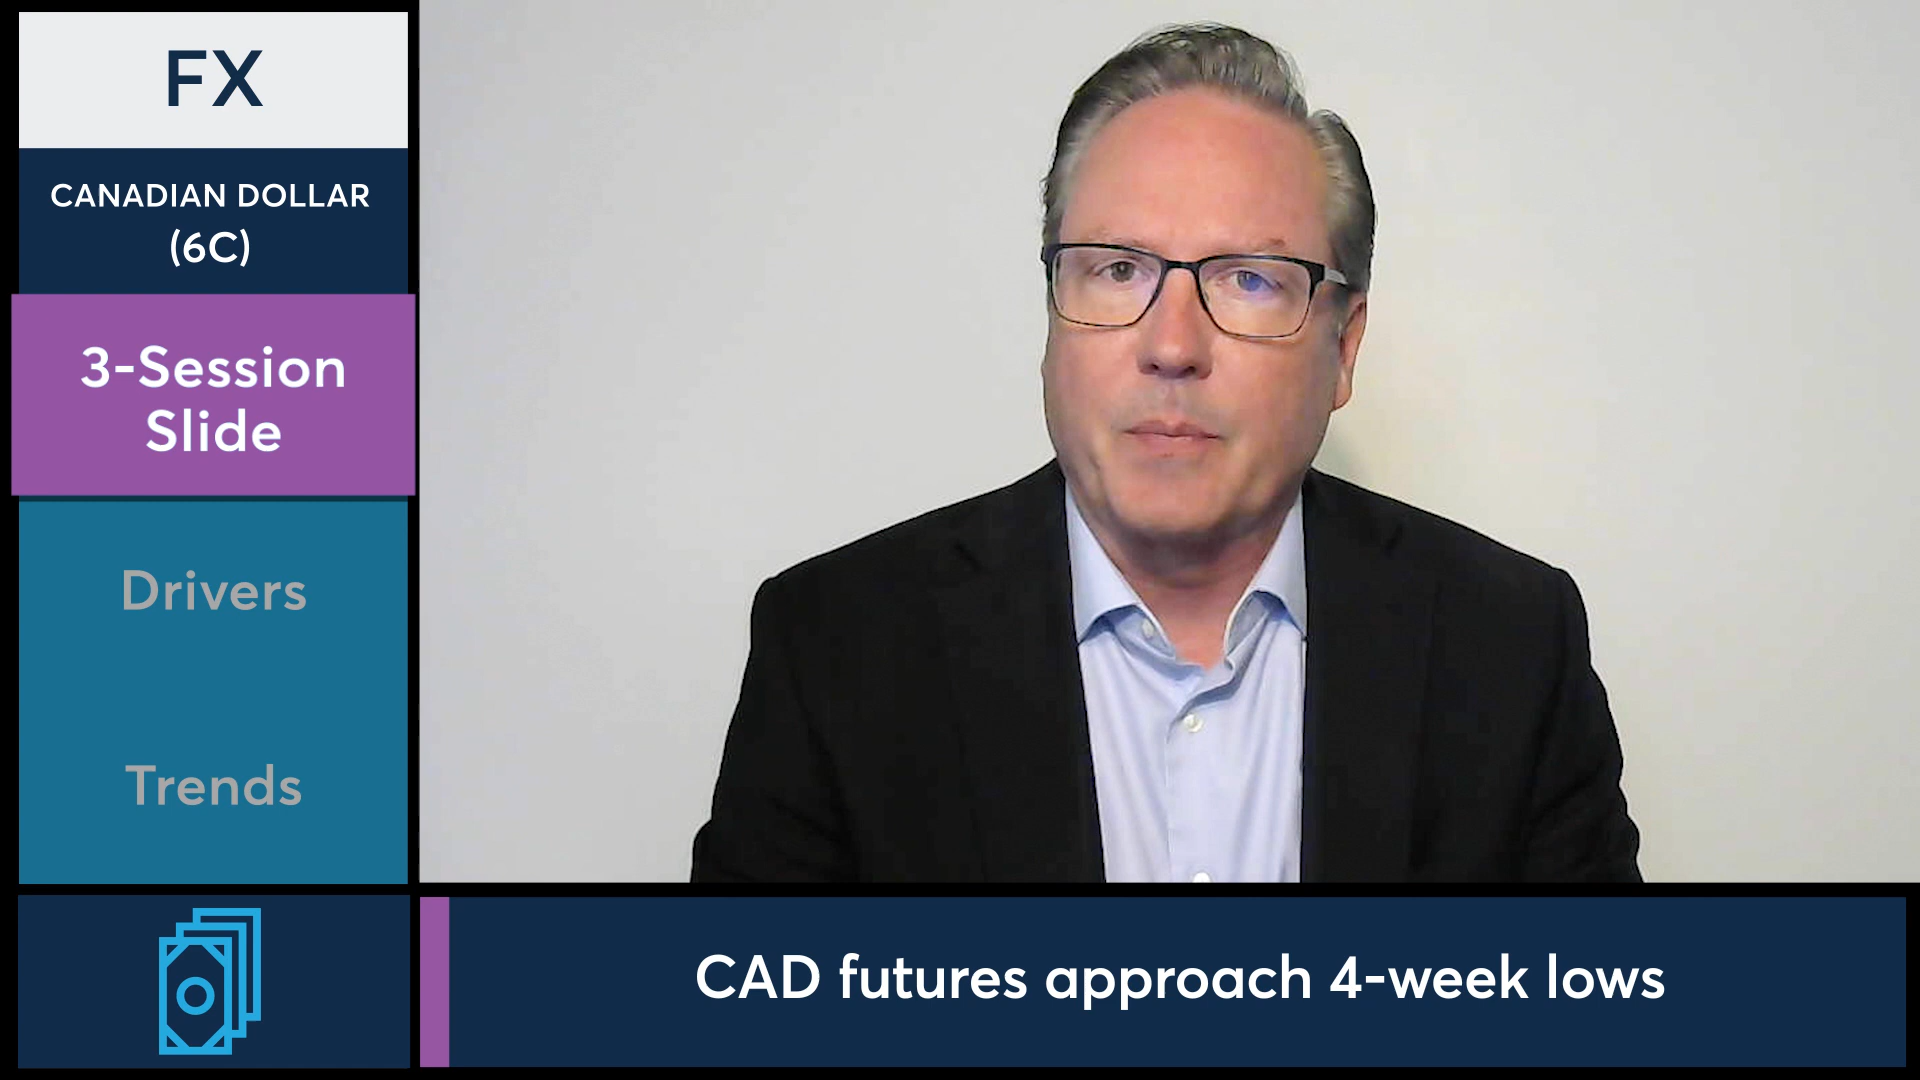 FX
CANADIAN DOLLAR
(6C)
3-Session
Slide
Drivers
Trends
CAD futures approach 4-week lows